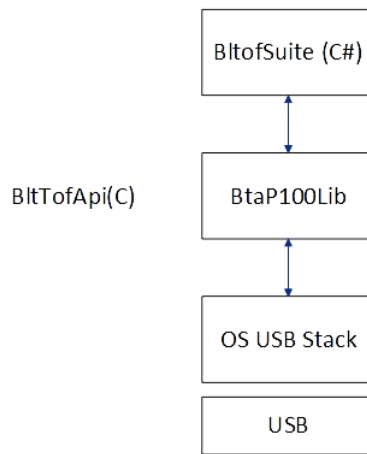 BltofSuite (C#)
BltTofApi(C)
BtaP100Lib
OS USB Stack
USB